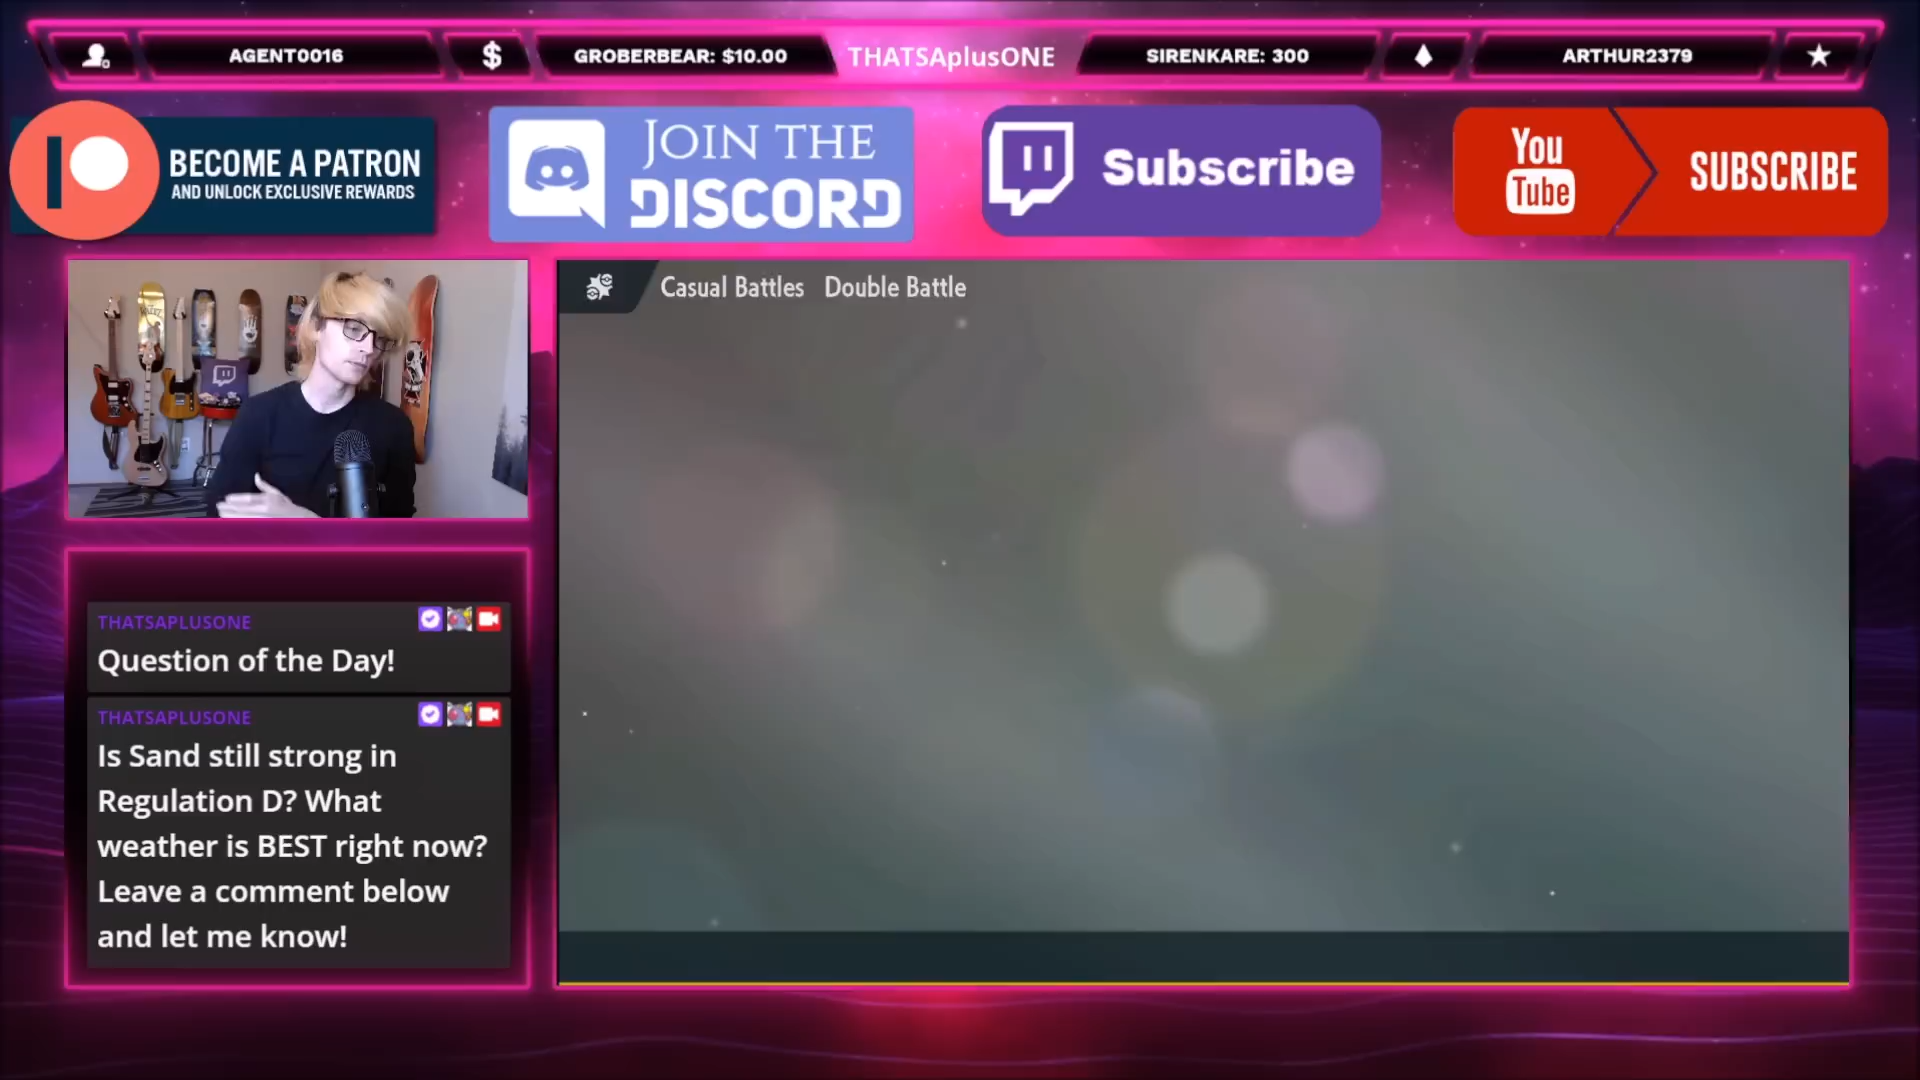 AGENT0016
$
GROBERBEAR: $10.00
THATSAplusONE
SIRENKARE: 300
ARTHUR2379
BECOME A PATRON
AND UNLOCK EXCLUSIVE REWARDS
JOIN THE
DISCORD
Subscribe
You
Tube
SUBSCRIBE
Casual Battles Double Battle
THATSAPLUSONE
Question of the Day!
THATSAPLUSONE
Is Sand still strong in
Regulation D? What
weather is BEST right now?
Leave a comment below
and let me know!